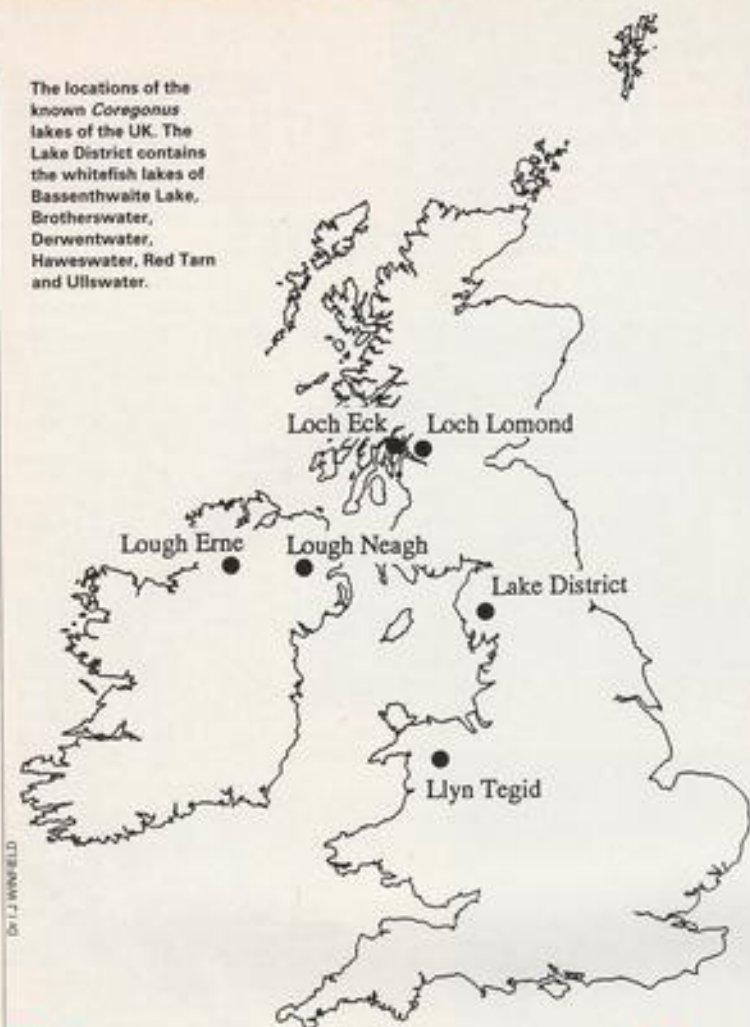 The locations of the
known Coregonus
lakes of the UK. The
Lake District contains
the whitefish lakes of
Bassenthwaite Lake,
Brotherswater,
Derwentwater,
Haweswater, Red Tarn
and Ullswater.
Loch Eck
Loch Lomond
Lough Erne
Lough Neagh
Lake District
Llyn Tegid
Dr I J WINFIELD